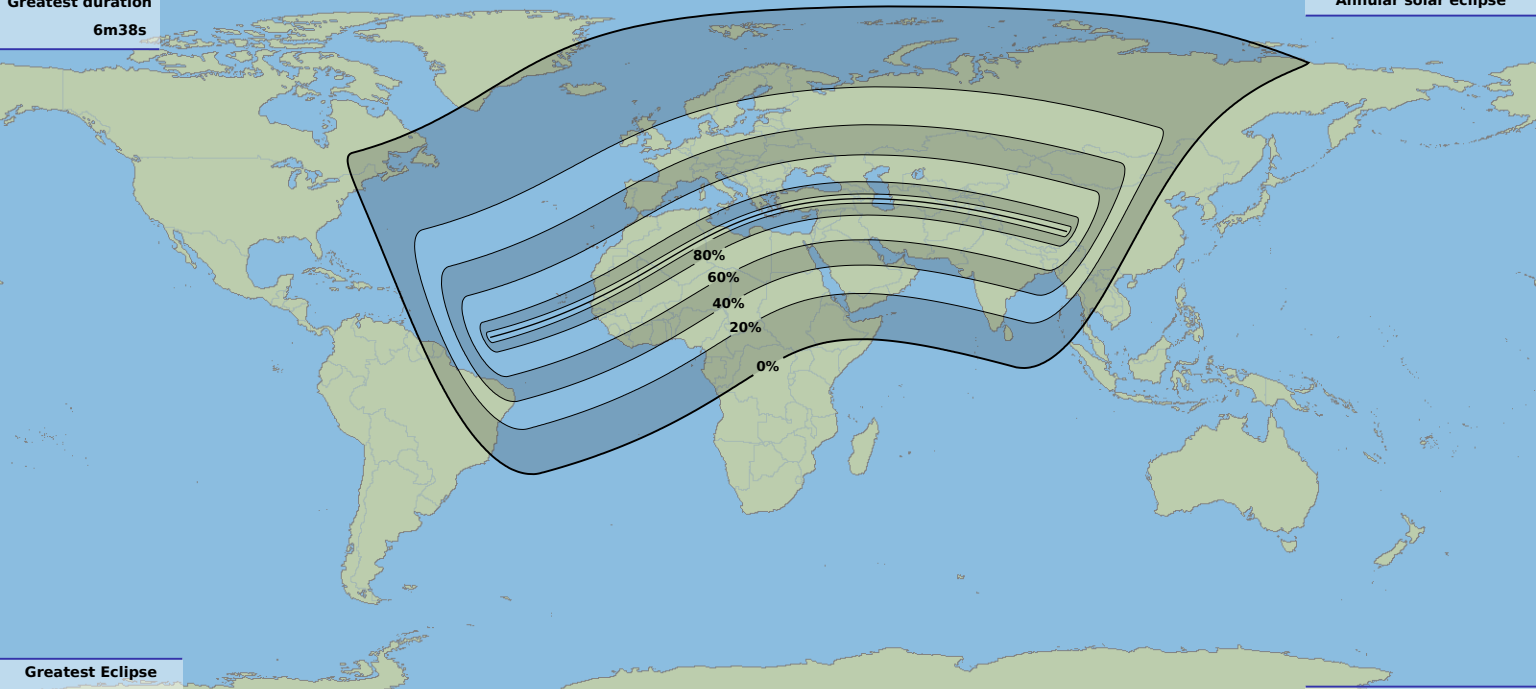 Greatest duration
6m38s
Annular solar eclipse
80%
60%
40%
20%
0%
Greatest Eclipse